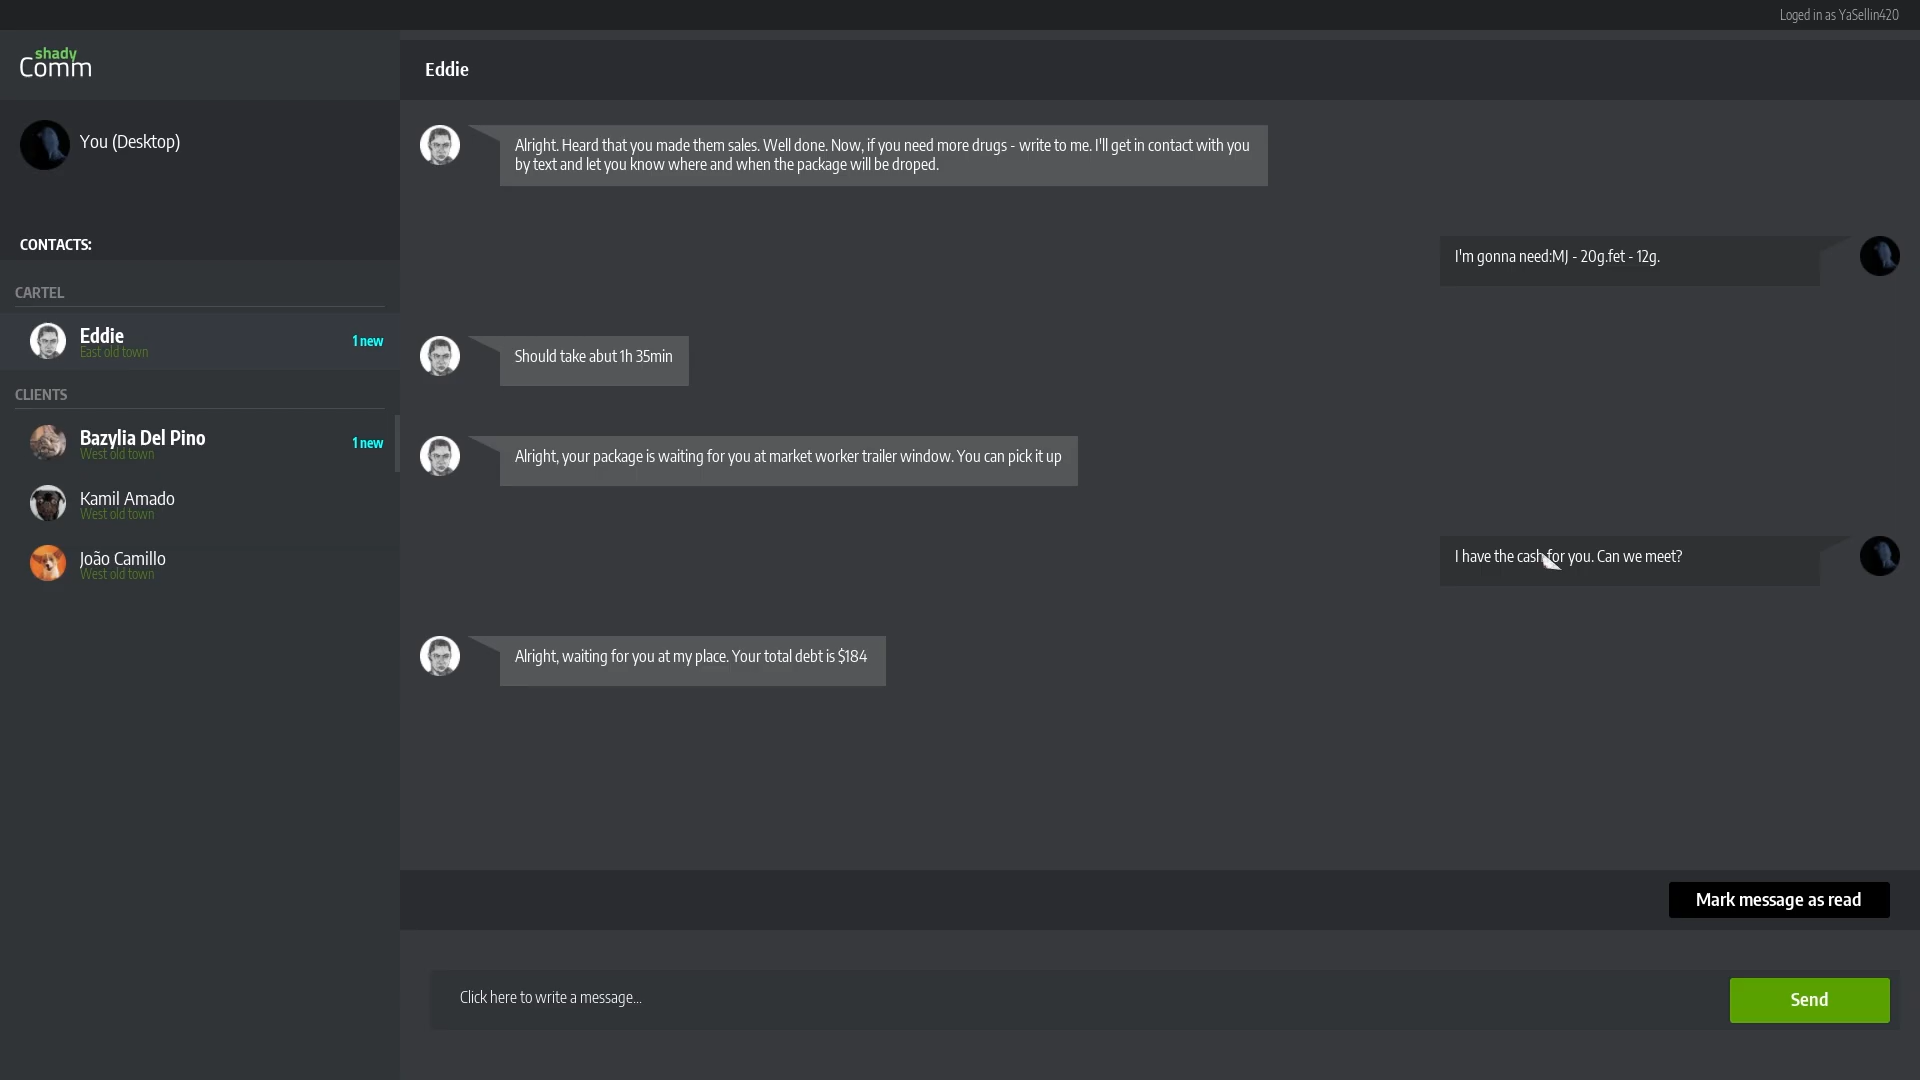 Loged in as YaSellin420
shady
Comm
You (Desktop)
CONTACTS:
CARTEL
Eddie
East old town
1 new
CLIENTS
Bazylia Del Pino
West old town
1 new
Kamil Amado
West old town
João Camillo
West old town
Eddie
Alright. Heard that you made them sales. Well done. Now, if you need more drugs - write to me. I'll get in contact with you
by text and let you know where and when the package will be droped.
I'm gonna need:MJ - 20g.fet - 12g.
Should take abut 1h 35min
Alright, your package is waiting for you at market worker trailer window. You can pick it up
I have the cash for you. Can we meet?
Alright, waiting for you at my place. Your total debt is $184
Mark message as read
Click here to write a message...
Send